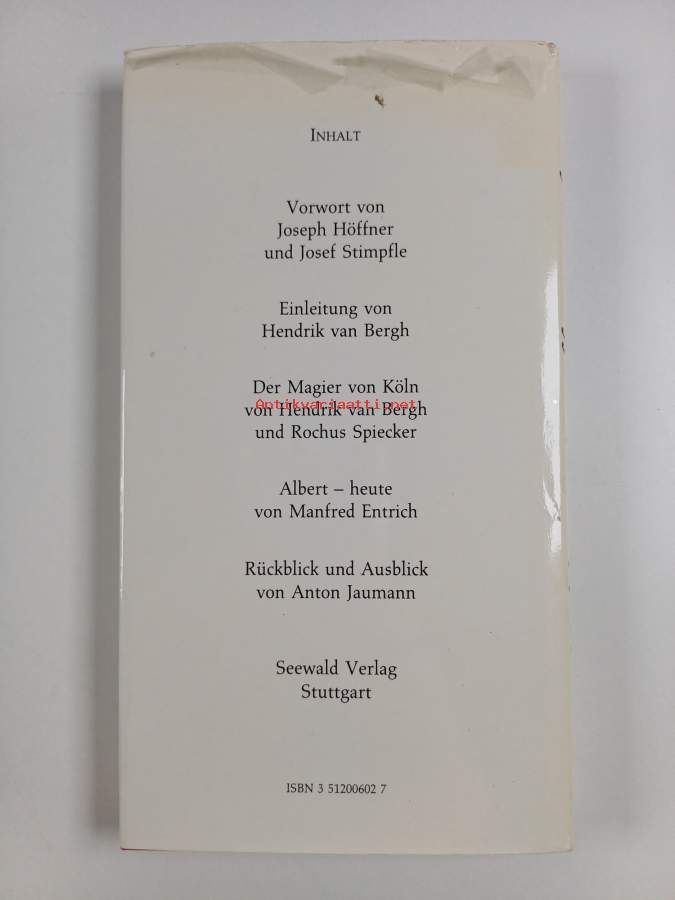 INHALT
Vorwort von
Joseph Höffner
und Josef Stimpfle
Einleitung von
Hendrik van Bergh
Der Magier von Köln
Antikvariaatti.net
von Hendrik van Bergh
und Rochus Spiecker
Albert – heute
von Manfred Entrich
Rückblick und Ausblick
von Anton Jaumann
Seewald Verlag
Stuttgart
ISBN 3 51200602 7